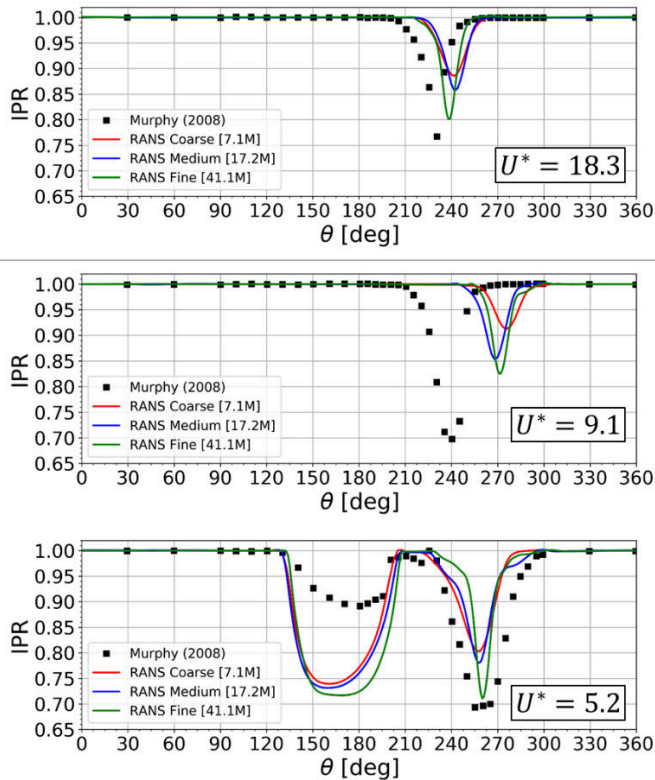 1.00
0.95
0.90
0.85
0.80
0.75
0.70
0.65
IPR
Murphy (2008)
RANS Coarse [7.1M]
RANS Medium [17.2M]
RANS Fine [41.1M]
U* = 18.3
0 30 60 90 120 150 180 210 240 270 300 330 360
θ [deg]
1.00
0.95
0.90
0.85
0.80
0.75
0.70
0.65
IPR
Murphy (2008)
RANS Coarse [7.1M]
RANS Medium [17.2M]
RANS Fine [41.1M]
U* = 9.1
0 30 60 90 120 150 180 210 240 270 300 330 360
θ [deg]
1.00
0.95
0.90
0.85
0.80
0.75
0.70
0.65
IPR
Murphy (2008)
RANS Coarse [7.1M]
RANS Medium [17.2M]
RANS Fine [41.1M]
U* = 5.2
0 30 60 90 120 150 180 210 240 270 300 330 360
θ [deg]